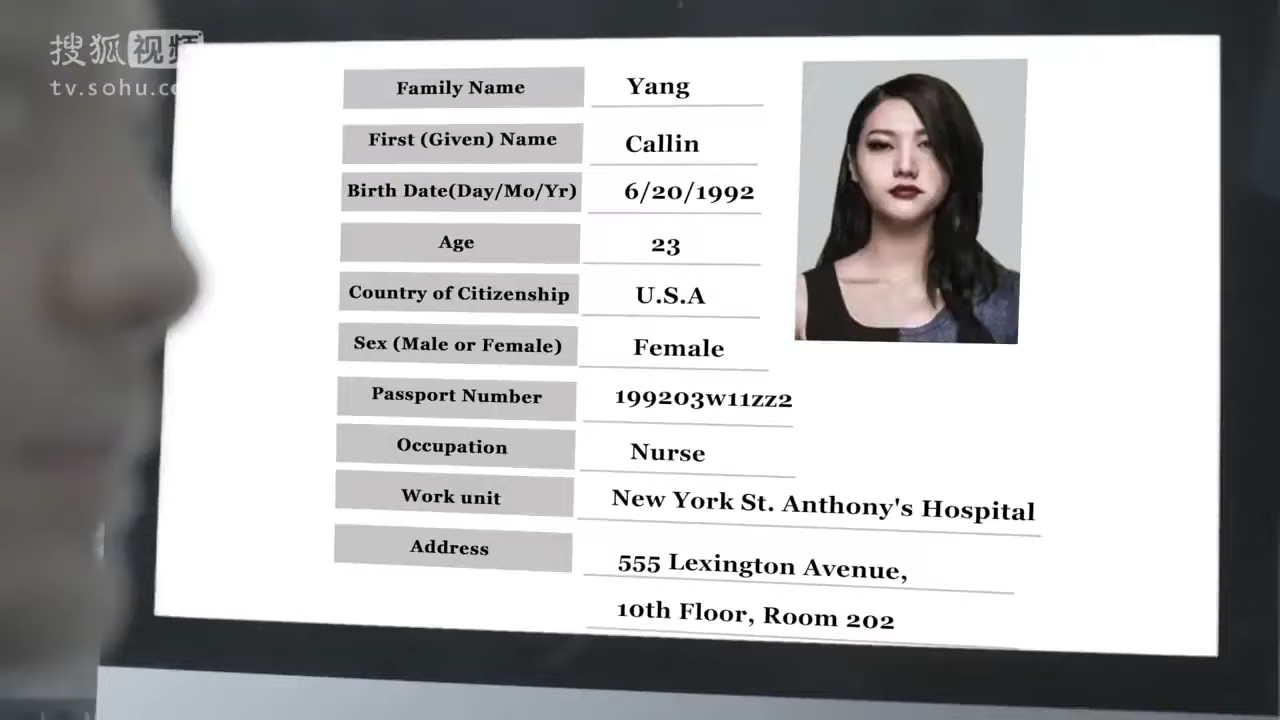 搜狐视频
tv.sohu.co
Family Name Yang
First (Given) Name Callin
Birth Date(Day/Mo/Yr) 6/20/1992
Age 23
Country of Citizenship U.S.A
Sex (Male or Female) Female
Passport Number 199203w11zz2
Occupation Nurse
Work unit New York St. Anthony's Hospital
Address 555 Lexington Avenue,
10th Floor, Room 202